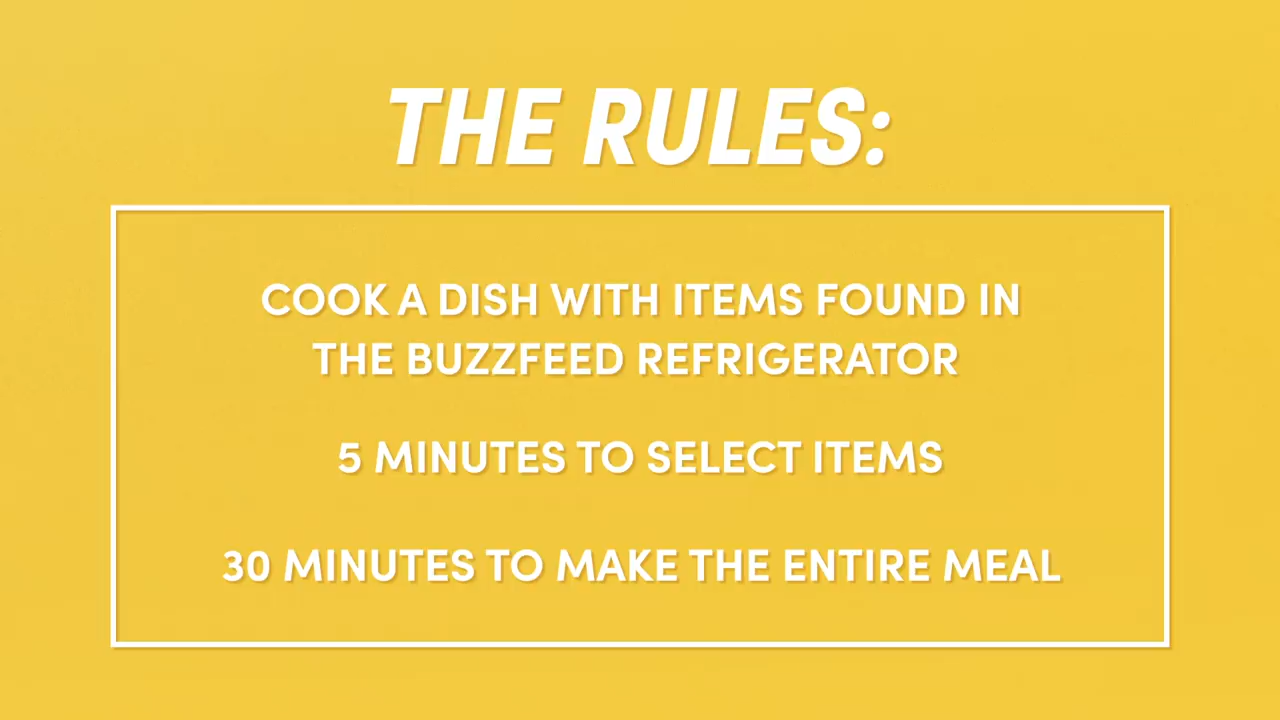 THE RULES:
COOK A DISH WITH ITEMS FOUND IN
THE BUZZFEED REFRIGERATOR
5 MINUTES TO SELECT ITEMS
30 MINUTES TO MAKE THE ENTIRE MEAL